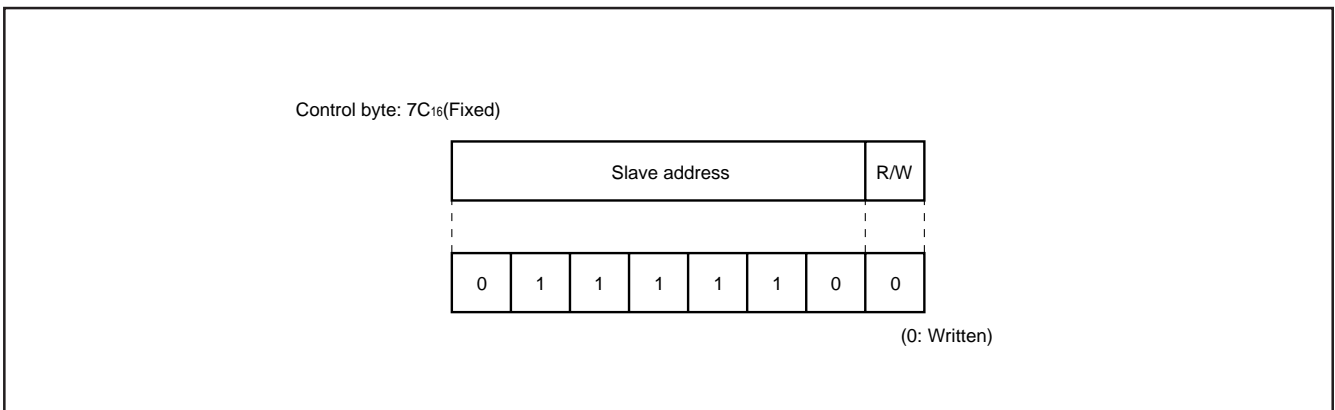 Control byte: 7C16(Fixed)
Slave address R/W
0 1 1 1 1 1 0 0
(0: Written)